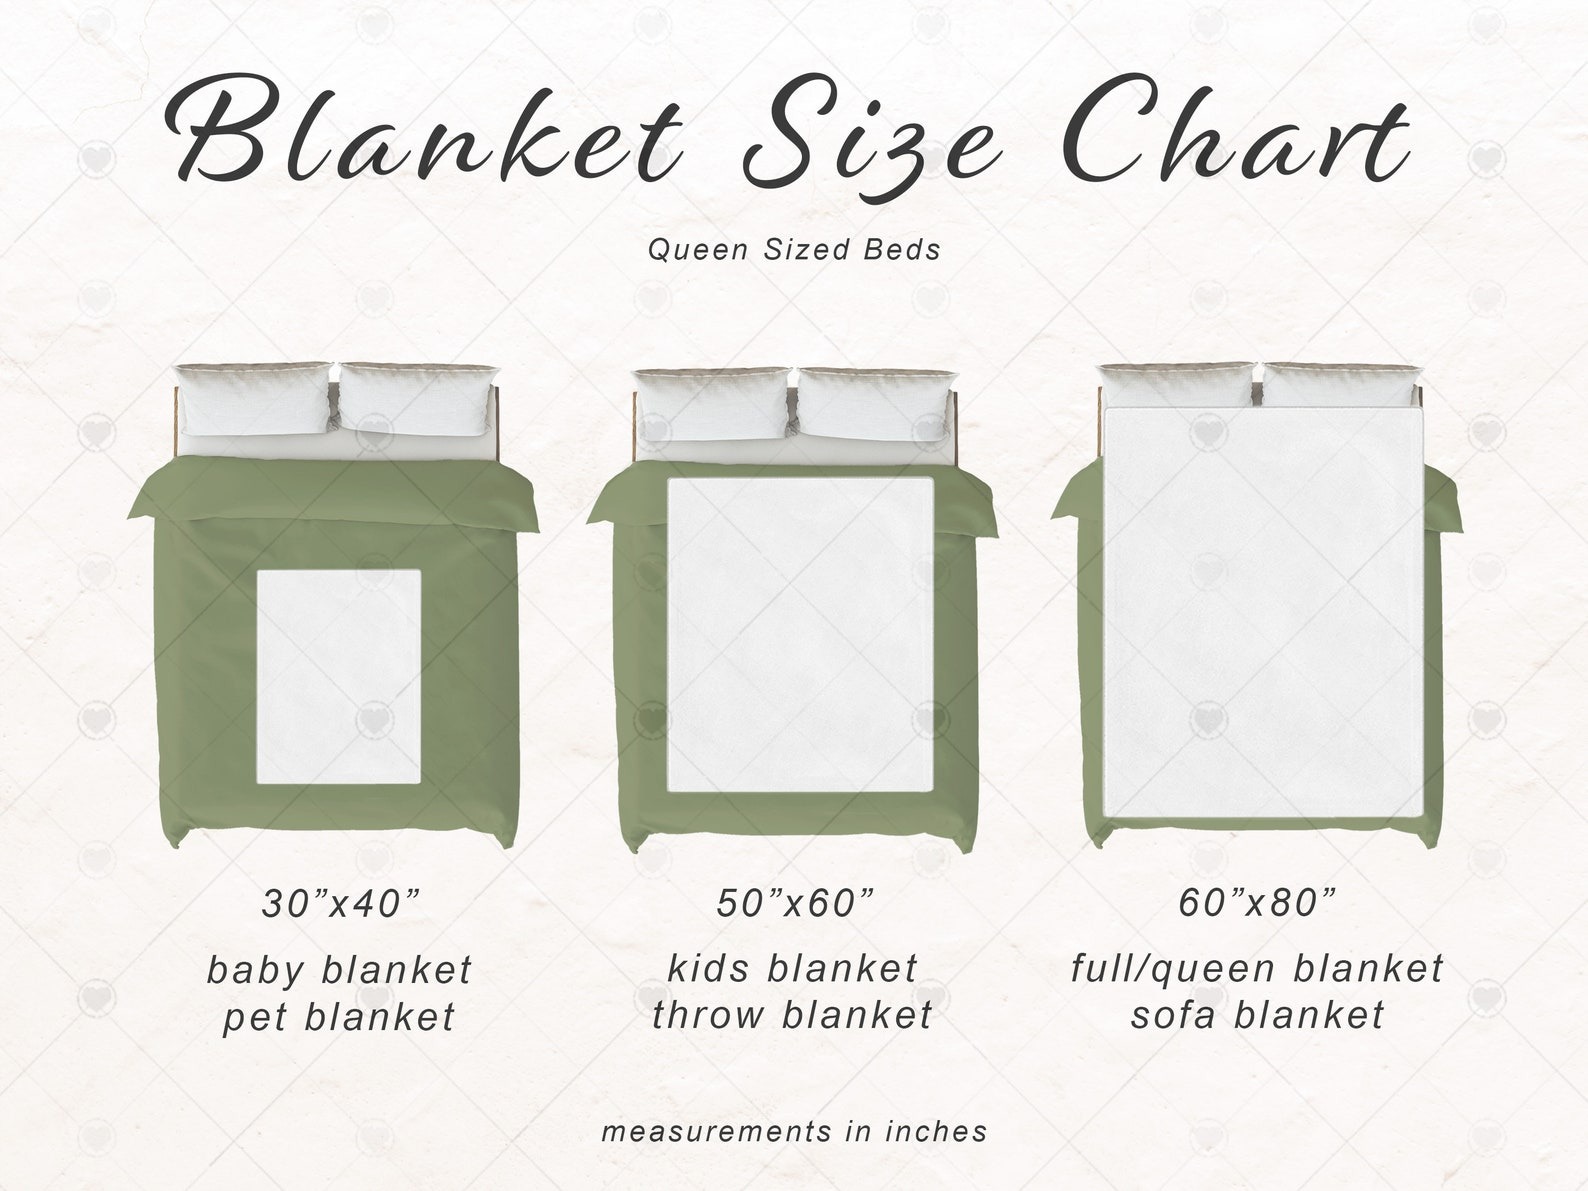 Blanket Size Chart
Queen Sized Beds
30”x40”
baby blanket
pet blanket
50”x60”
kids blanket
throw blanket
60”x80”
full/queen blanket
sofa blanket
measurements in inches